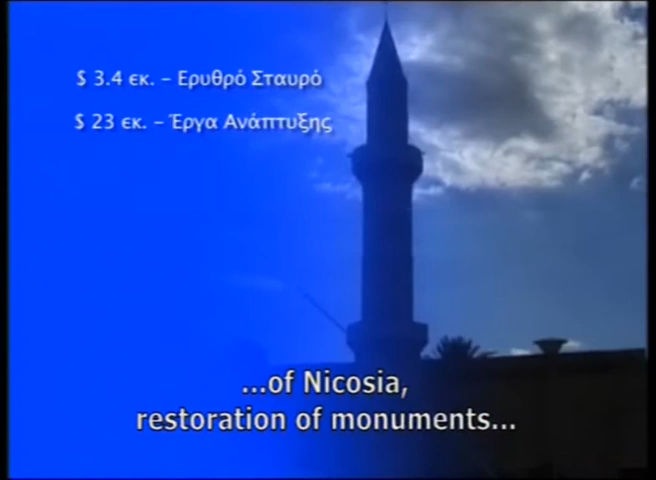 $ 3.4 εκ. – Ερυθρό Σταυρό
$ 23 εκ. – Έργα Ανάπτυξης
...of Nicosia,
restoration of monuments...